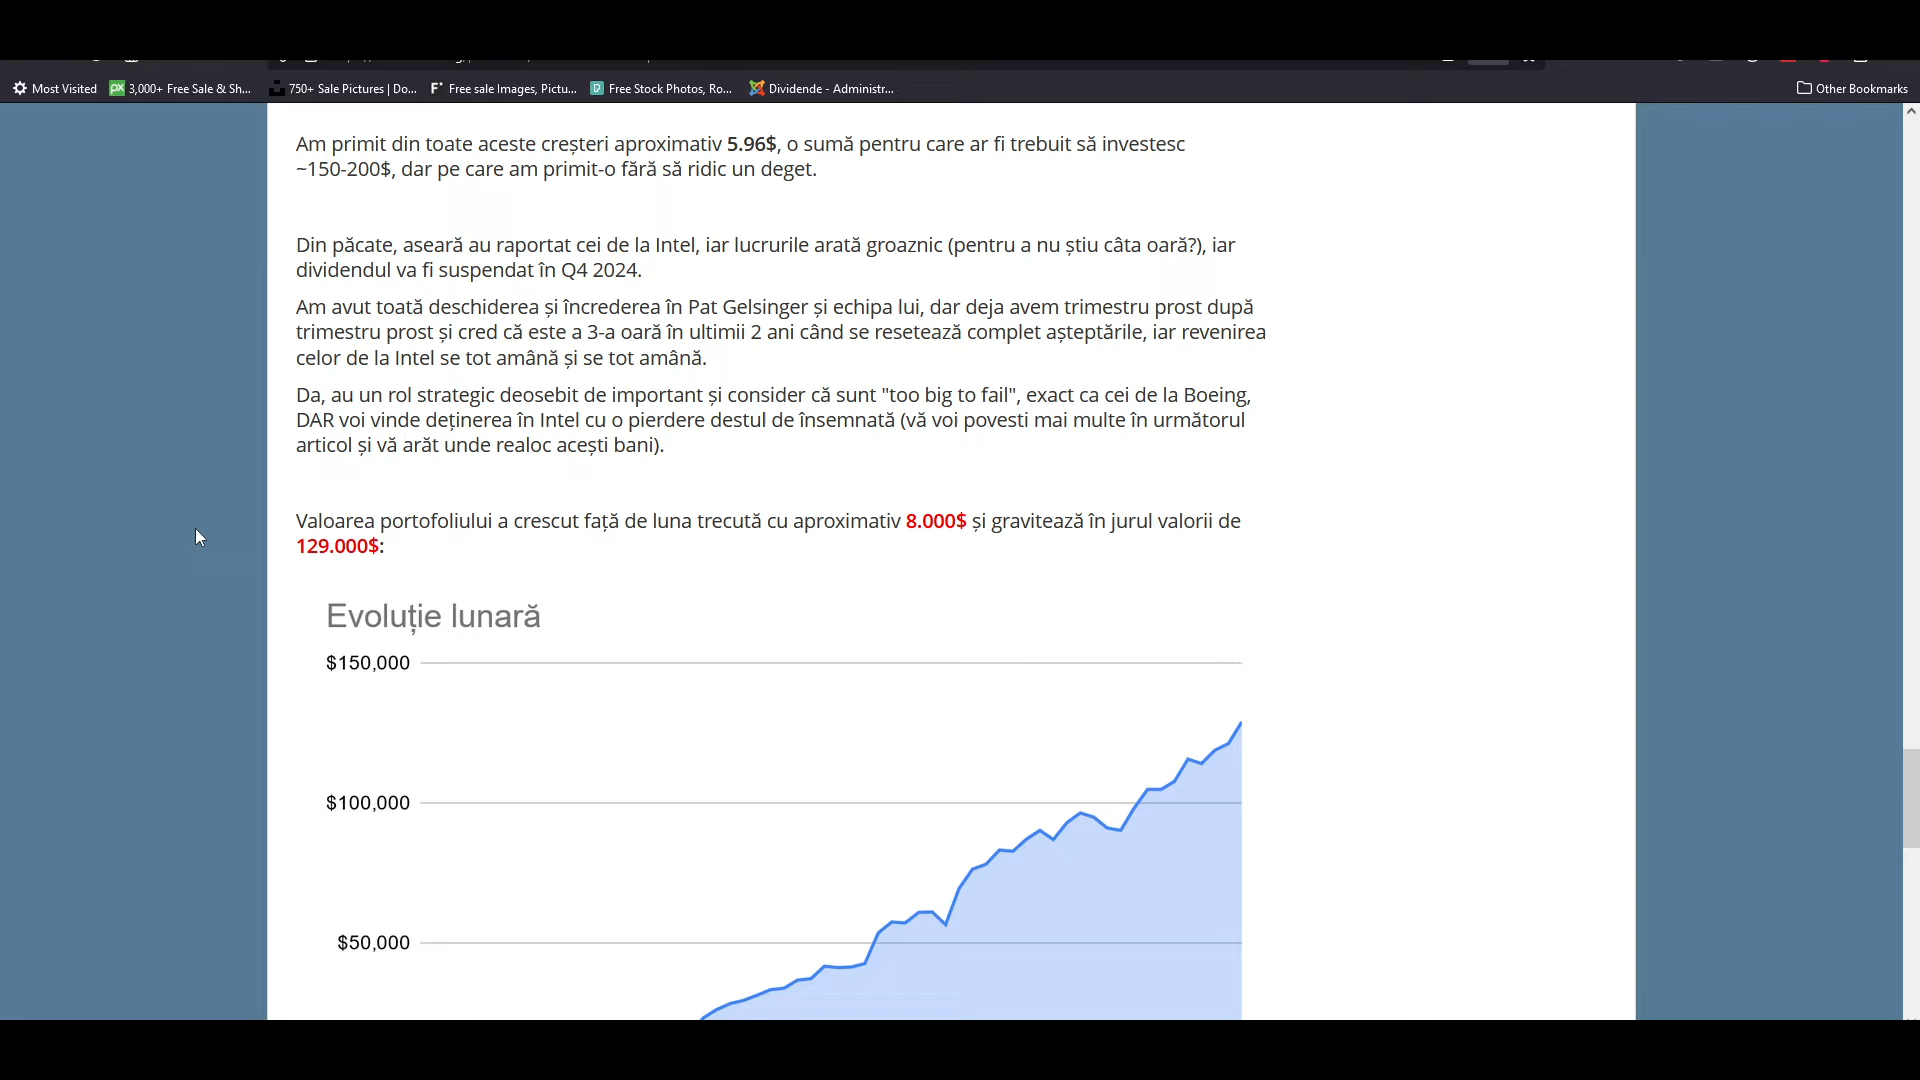 Most Visited
3,000+ Free Sale & Sh...
750+ Sale Pictures | Do...
Free sale Images, Pictu...
Free Stock Photos, Ro...
Dividende - Administr...
Other Bookmarks
Am primit din toate aceste creșteri aproximativ 5.96$, o sumă pentru care ar fi trebuit să investesc
~150-200$, dar pe care am primit-o fără să ridic un deget.
Din păcate, aseară au raportat cei de la Intel, iar lucrurile arată groaznic (pentru a nu știu câta oară?), iar
dividendul va fi suspendat în Q4 2024.
Am avut toată deschiderea și încrederea în Pat Gelsinger și echipa lui, dar deja avem trimestru prost după
trimestru prost și cred că este a 3-a oară în ultimii 2 ani când se resetează complet așteptările, iar revenirea
celor de la Intel se tot amână și se tot amână.
Da, au un rol strategic deosebit de important și consider că sunt "too big to fail", exact ca cei de la Boeing,
DAR voi vinde deținerea în Intel cu o pierdere destul de însemnată (vă voi povesti mai multe în următorul
articol și vă arăt unde realoc acești bani).
Valoarea portofoliului a crescut față de luna trecută cu aproximativ 8.000$ și gravitează în jurul valorii de
129.000$:
Evoluție lunară
$150,000
$100,000
$50,000